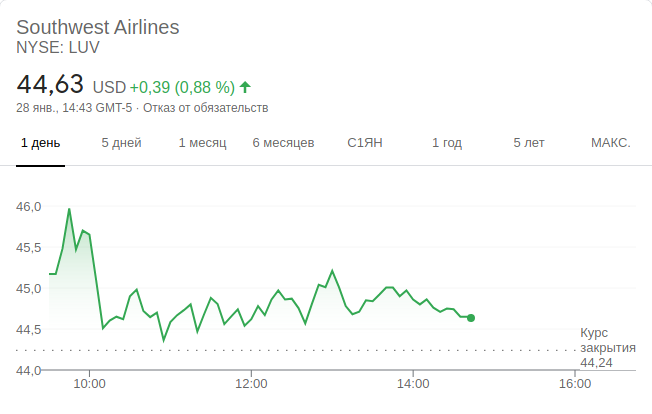 Southwest Airlines
NYSE: LUV
44,63 USD +0,39 (0,88 %)
28 янв., 14:43 GMT-5 · Отказ от обязательств
1 день 5 дней 1 месяц 6 месяцев С1ЯН 1 год 5 лет МАКС.
46,0
45,5
45,0
44,5
44,0
Курс
закрытия
44,24
10:00 12:00 14:00 16:00